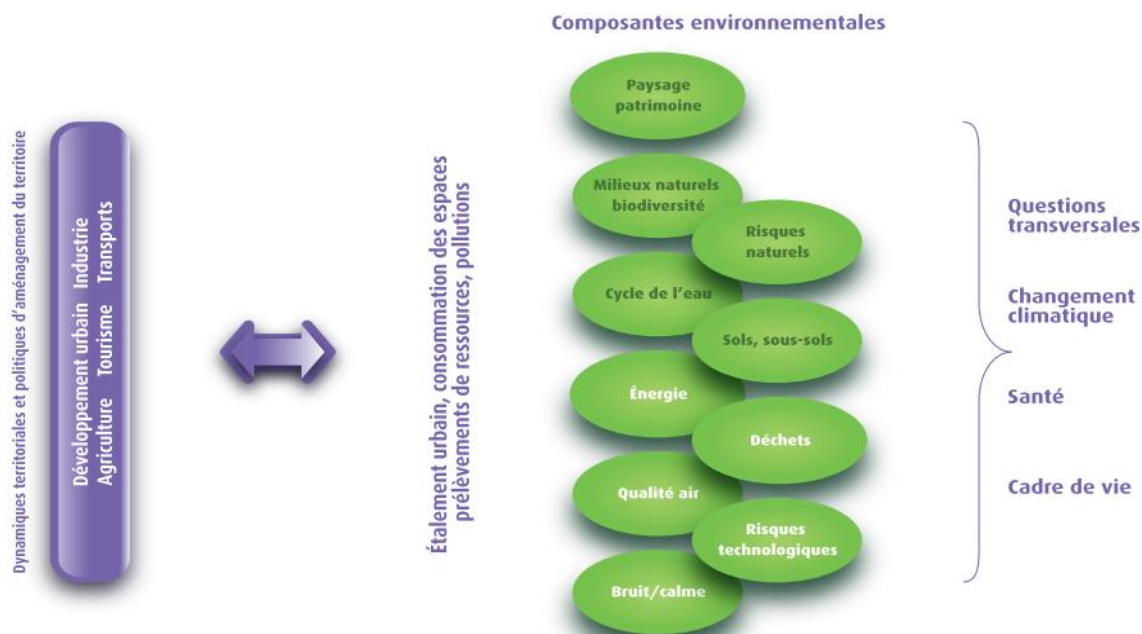 Composantes environnementales
Dynamiques territoriales et politiques d'aménagement du territoire
Développement urbain Industrie
Agriculture Tourisme Transports
Étalement urbain, consommation des espaces
prélèvements de ressources, pollutions
Paysage
patrimoine
Milieux naturels
biodiversité
Risques
naturels
Cycle de l'eau
Sols, sous-sols
Énergie
Déchets
Qualité air
Risques
technologiques
Bruit/calme
Questions
transversales
Changement
climatique
Santé
Cadre de vie